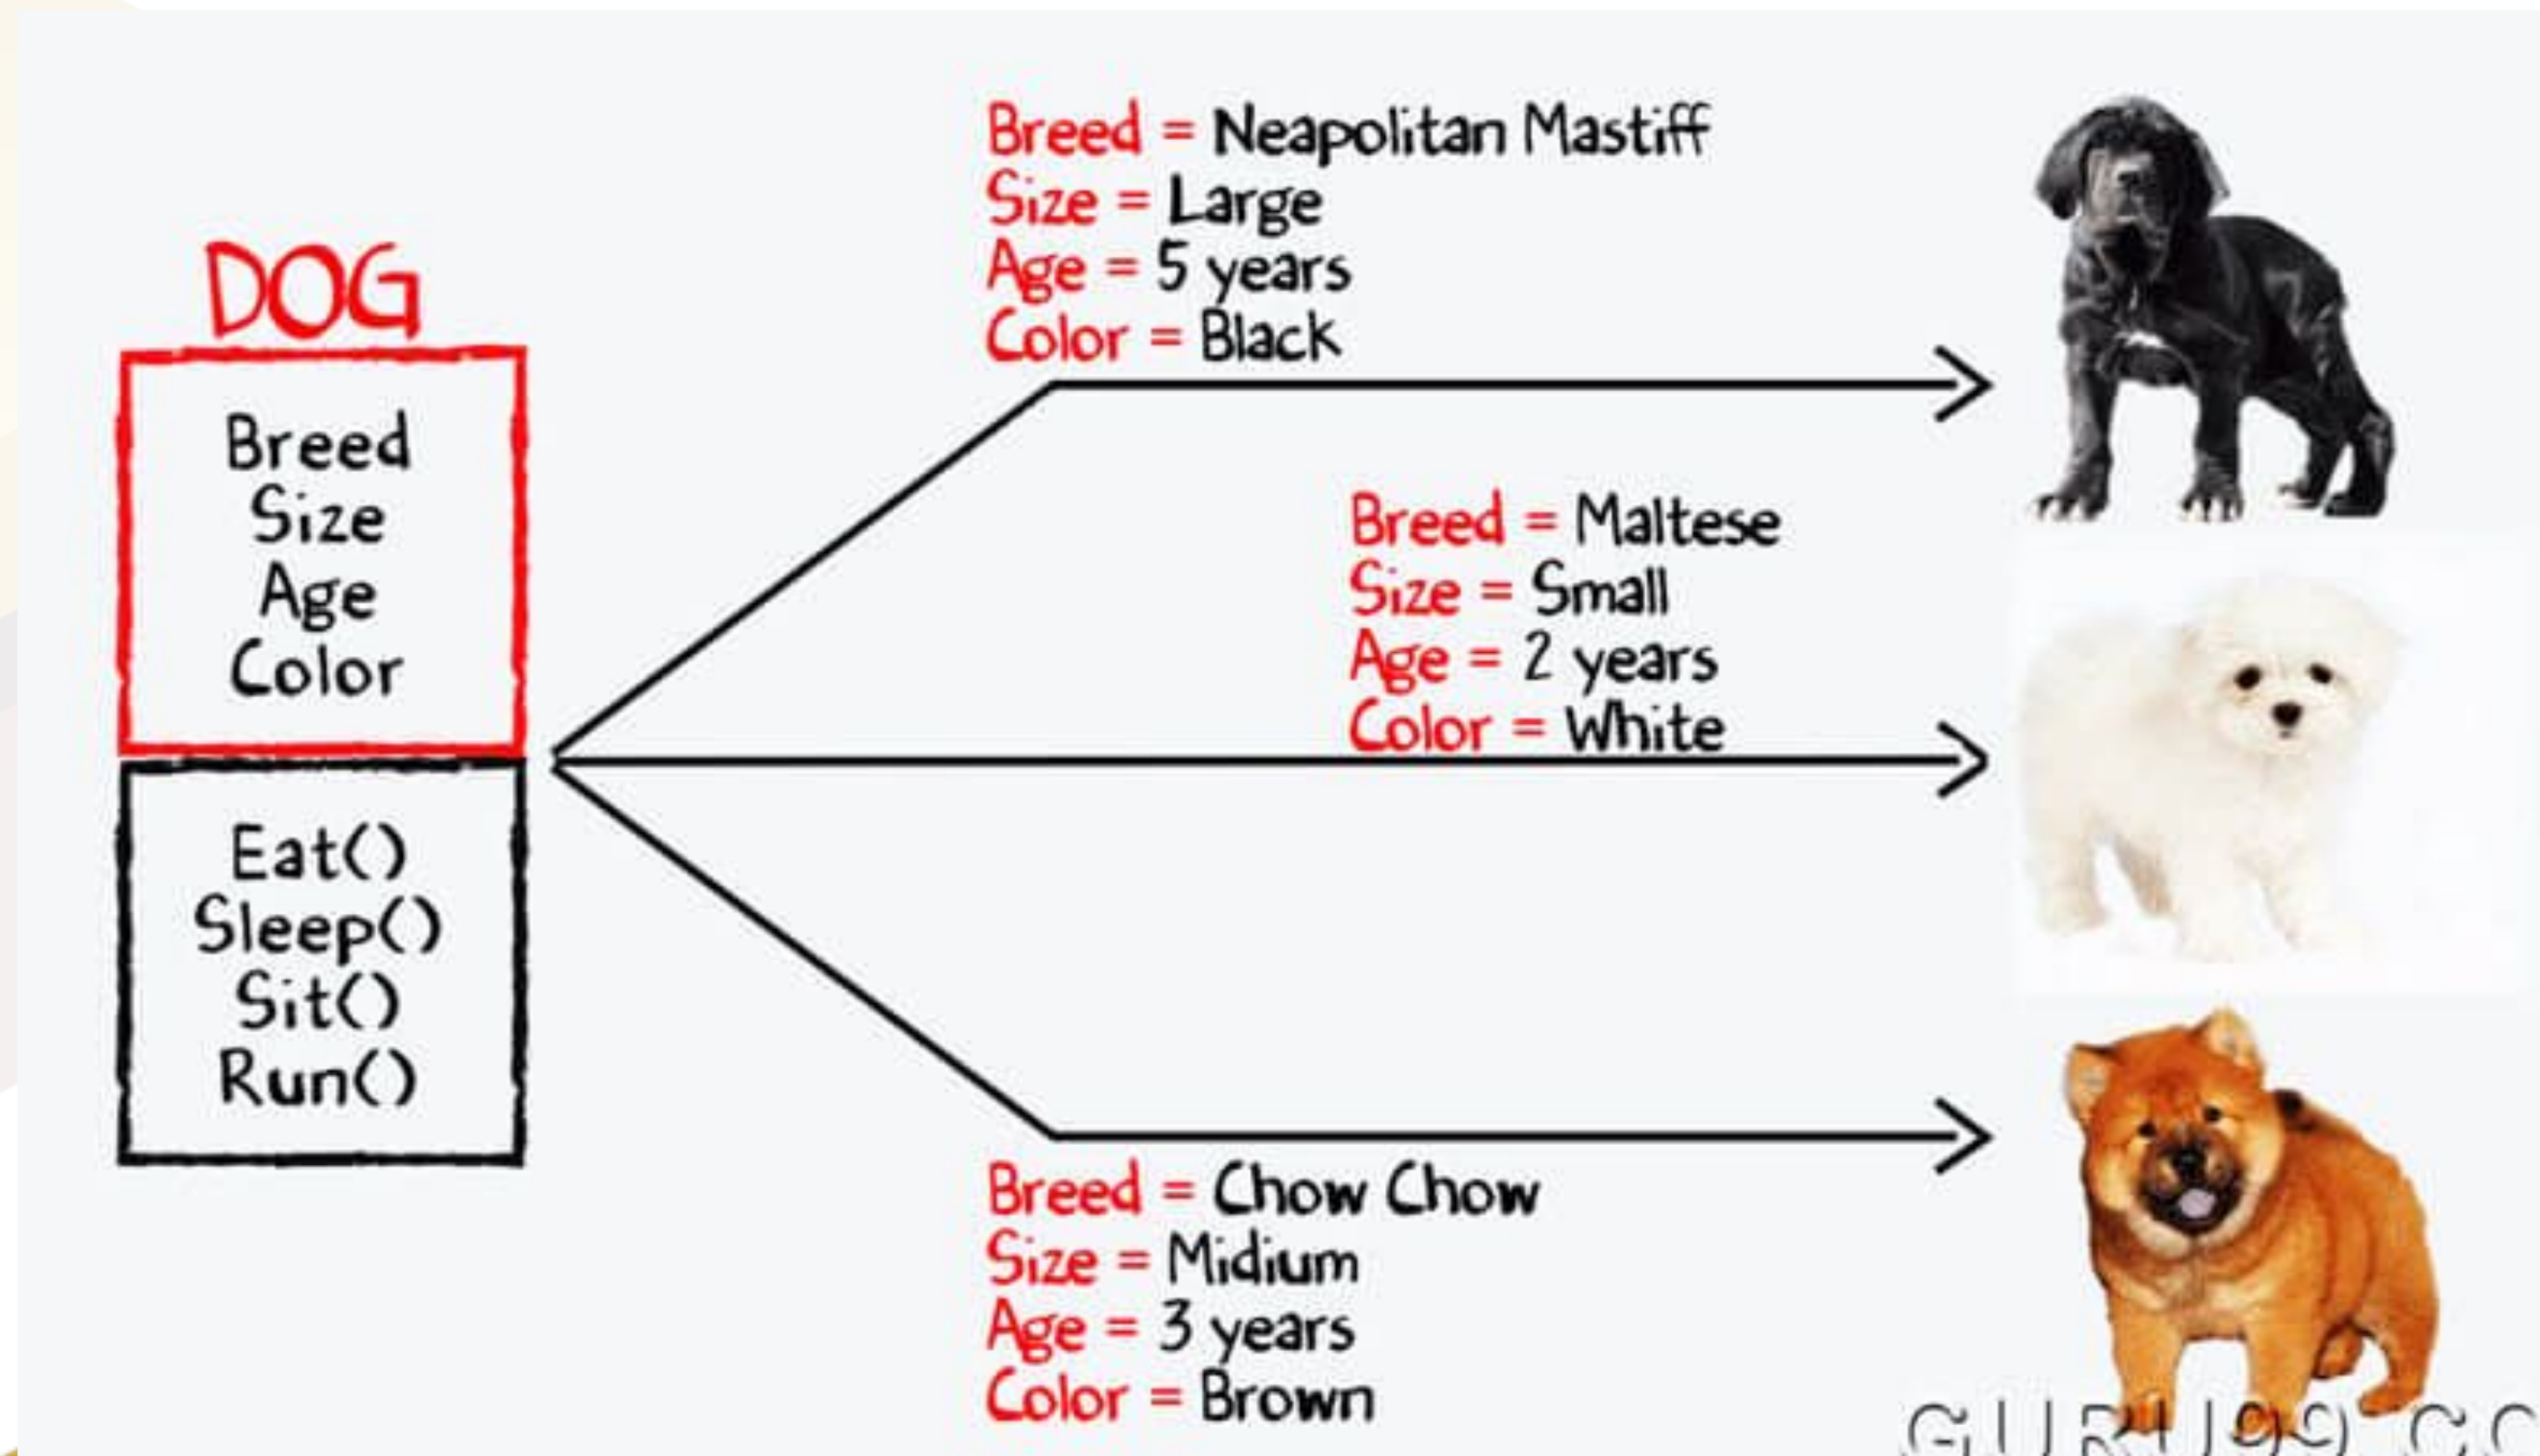 DOG
Breed
Size
Age
Color
Eat()
Sleep()
Sit()
Run()
Breed = Neapolitan Mastiff
Size = Large
Age = 5 years
Color = Black
Breed = Maltese
Size = Small
Age = 2 years
Color = White
Breed = Chow Chow
Size = Midium
Age = 3 years
Color = Brown
GURU99.CO